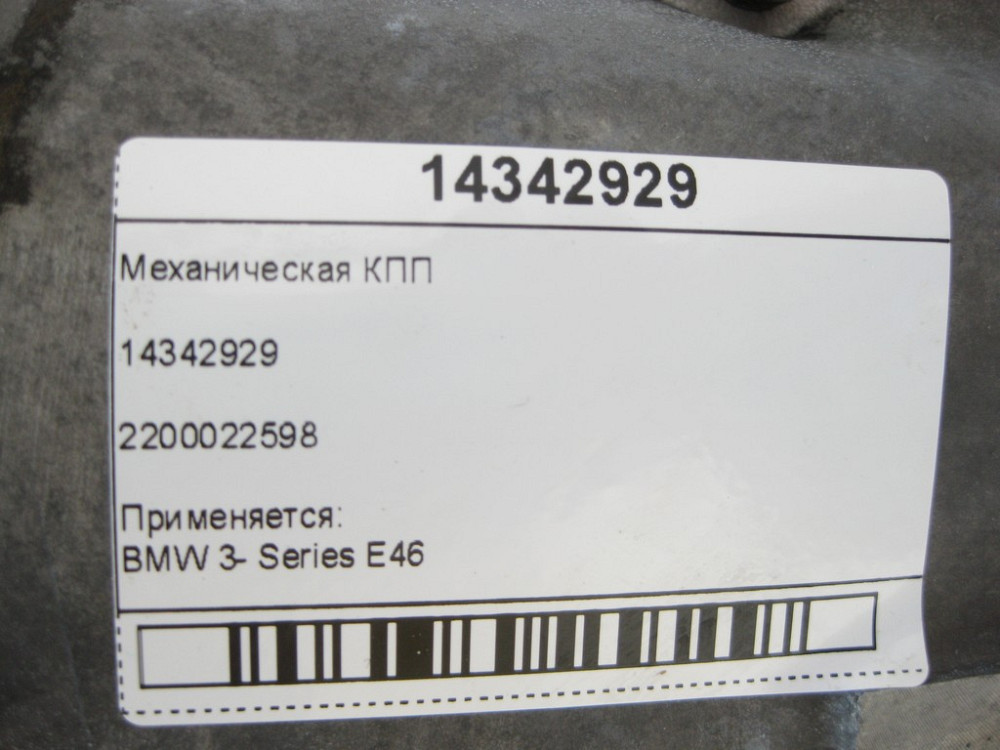 14342929
Механическая КПП
14342929
2200022598
Применяется:
BMW 3- Series E46